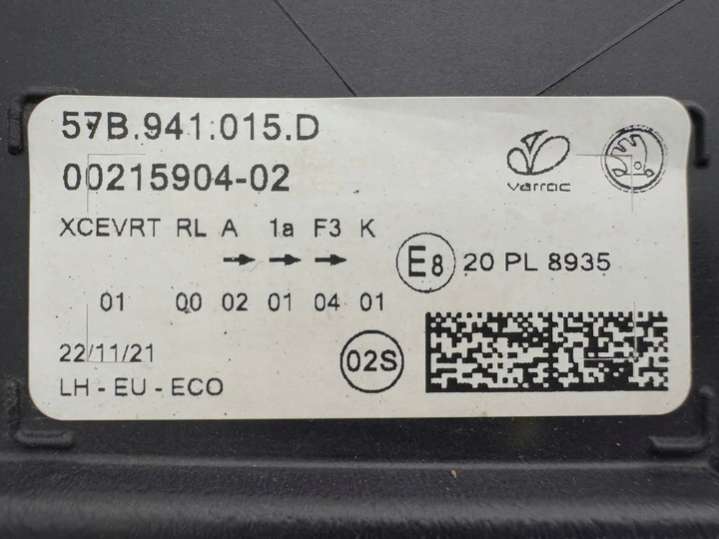 57B.941.015.D
00215904-02
varroc
XCEVRT RL A 1a F3 K
→ → →
E8 20 PL 8935
01 00 02 01 04 01
22/11/21
02S
LH - EU - ECO